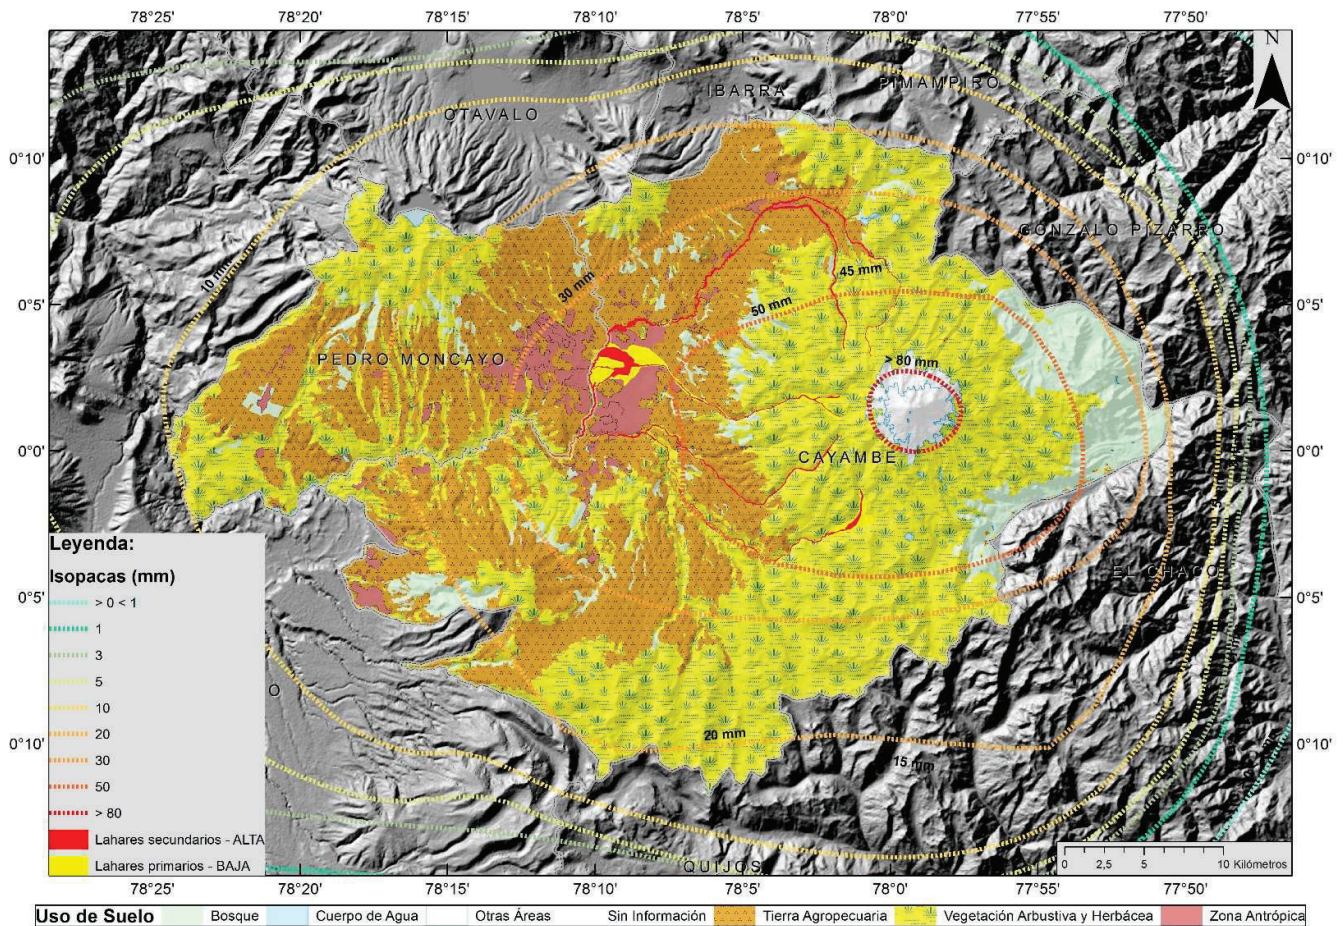 78°25' 78°20' 78°15' 78°10' 78°5' 78°0' 77°55' 77°50'
N
IBARRA
PIMAMPIRO
OTAVALO
0°10' 0°10'
GONZALO PIZARRO
10 mm
30 mm
45 mm
50 mm
0°5' 0°5'
PEDRO MONCAYO
> 80 mm
0°0' 0°0'
CAYAMBE
EL CHACO
0°5' 0°5'
O
20 mm
15 mm
0°10' 0°10'
QUIJOS
Leyenda:
Isopacas (mm)
> 0 < 1
1
3
5
10
20
30
50
> 80
Lahares secundarios - ALTA
Lahares primarios - BAJA
0 2,5 5 10 Kilómetros
78°25' 78°20' 78°15' 78°10' 78°5' 78°0' 77°55' 77°50'
Uso de Suelo Bosque Cuerpo de Agua Otras Áreas Sin Información Tierra Agropecuaria Vegetación Arbustiva y Herbácea Zona Antrópica